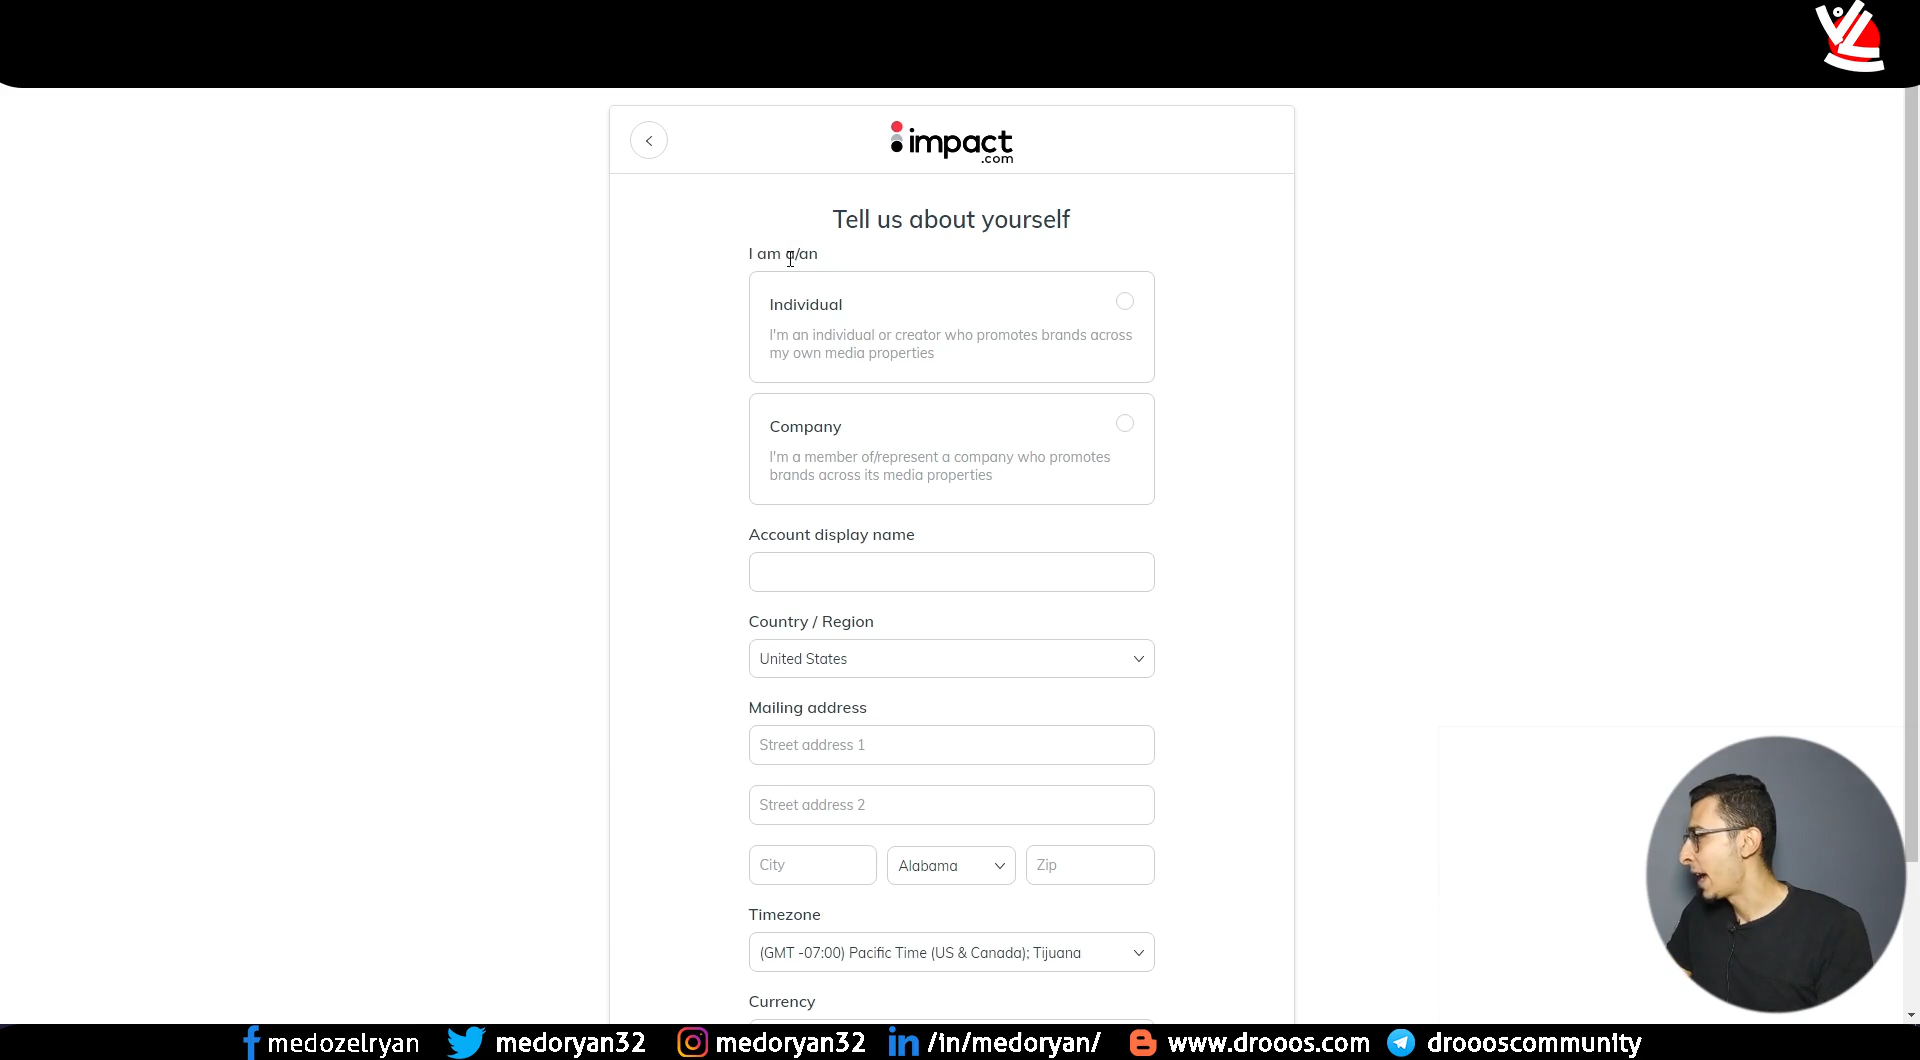 impact
.com
Tell us about yourself
I am a/an
Individual
I'm an individual or creator who promotes brands across
my own media properties
Company
I'm a member of/represent a company who promotes
brands across its media properties
Account display name
Country / Region
United States
Mailing address
Street address 1
Street address 2
City
Alabama
Zip
Timezone
(GMT -07:00) Pacific Time (US & Canada); Tijuana
Currency
medozelryan
medoryan32
medoryan32
/in/medoryan/
www.drooos.com
droooscommunity